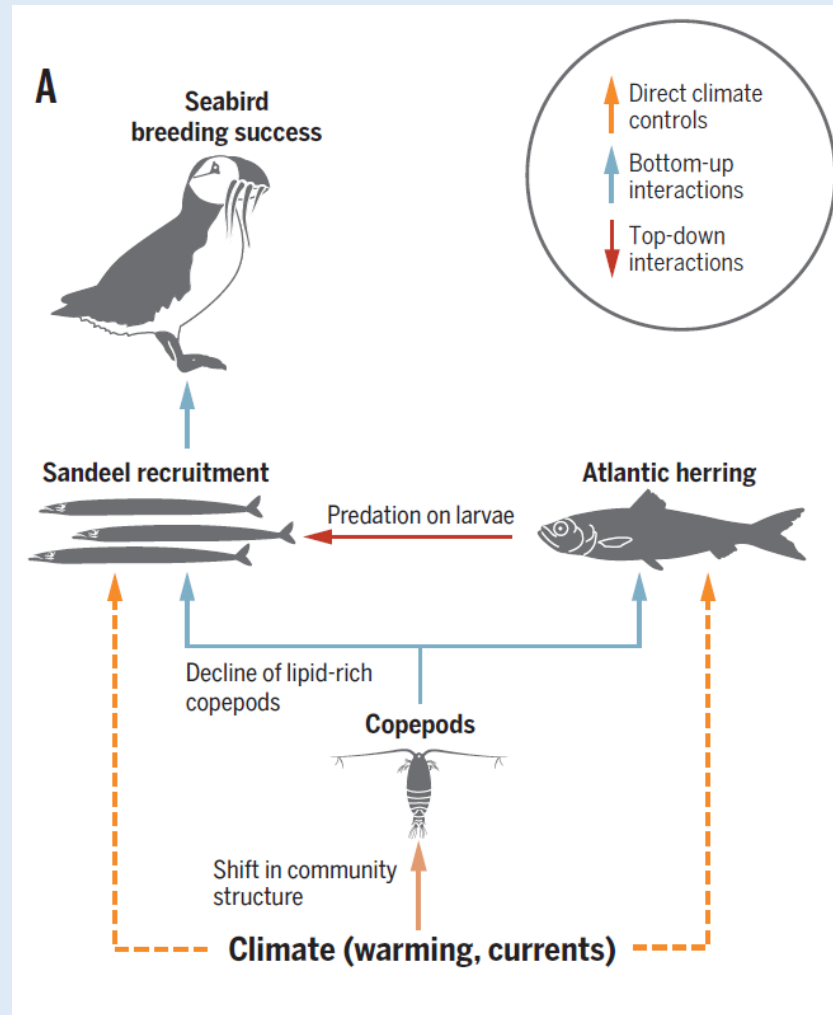 A
Seabird
breeding success
Direct climate
controls
Bottom-up
interactions
Top-down
interactions
Sandeel recruitment
Atlantic herring
Predation on larvae
Decline of lipid-rich
copepods
Copepods
Shift in community
structure
Climate (warming, currents)